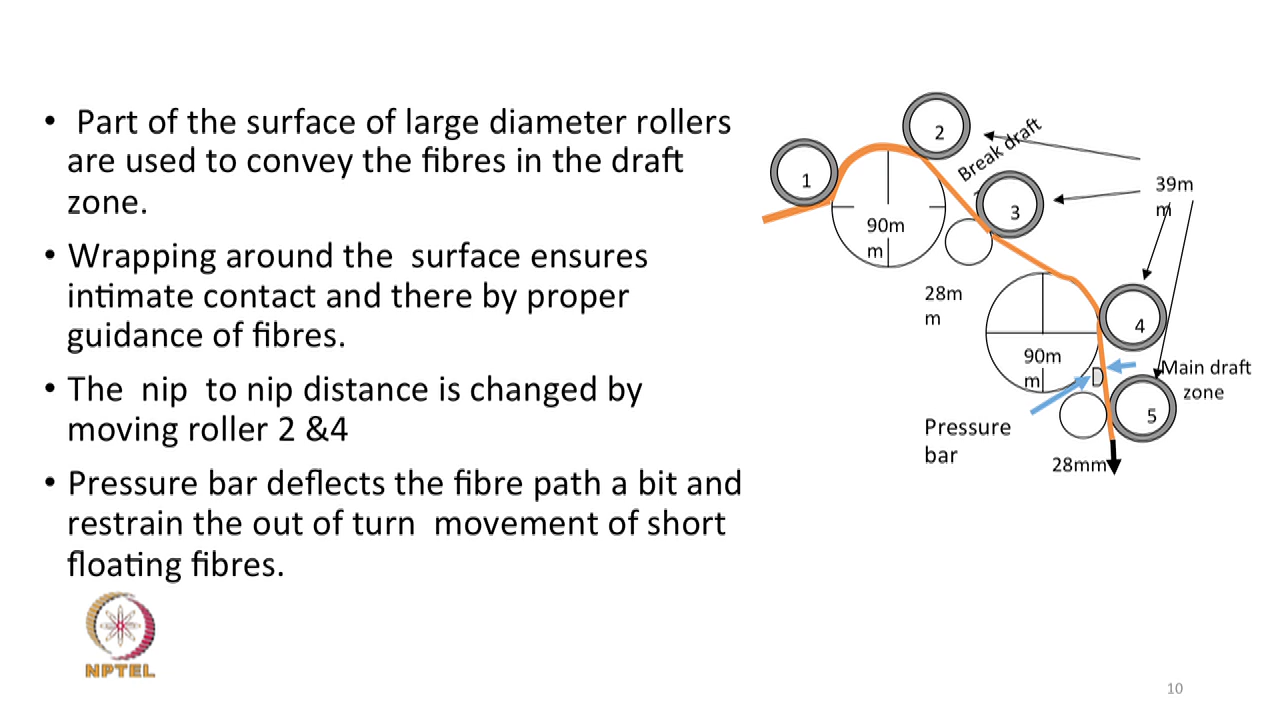 • Part of the surface of large diameter rollers
are used to convey the fibres in the draft
zone.
• Wrapping around the surface ensures
intimate contact and there by proper
guidance of fibres.
• The nip to nip distance is changed by
moving roller 2 &4
• Pressure bar deflects the fibre path a bit and
restrain the out of turn movement of short
floating fibres.
1
2
Break draft
3
39m
m
90m
m
28m
m
4
90m
m
D
Main draft
zone
5
Pressure
bar
28mm
NPTEL
10